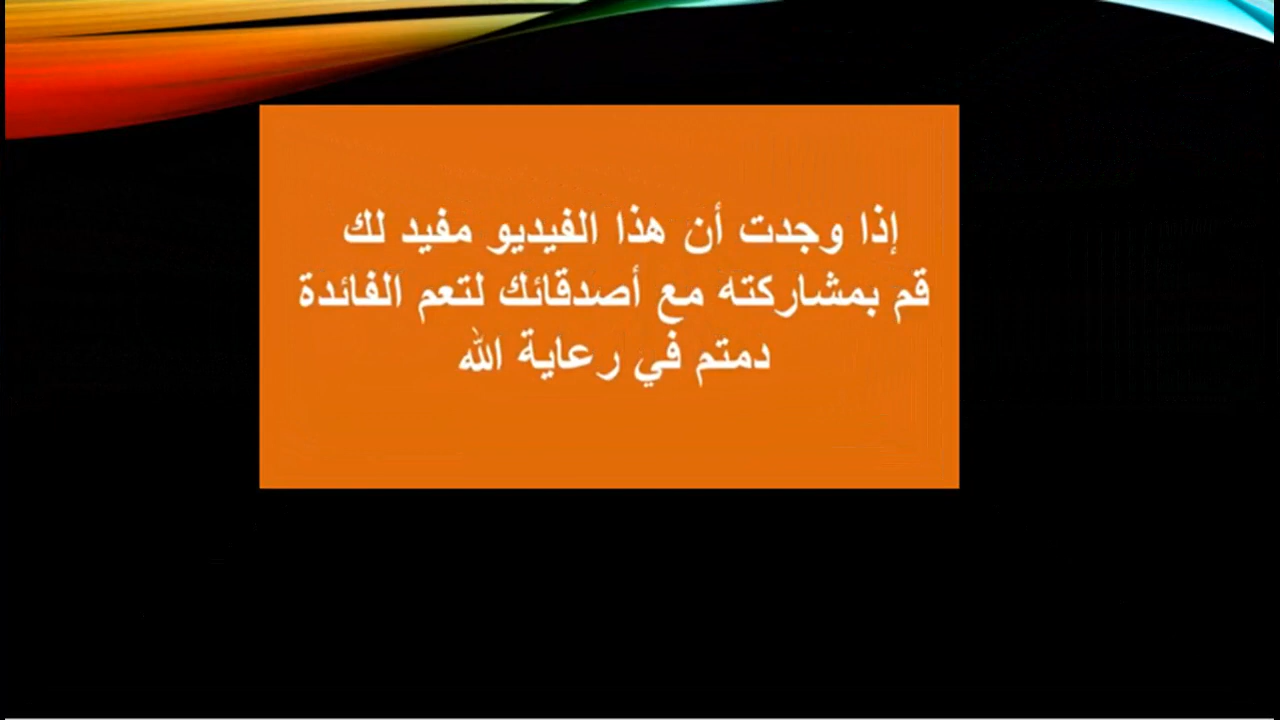 إذا وجدت أن هذا الفيديو مفيد لك
قم بمشاركته مع أصدقائك لتعم الفائدة
دمتم في رعاية الله